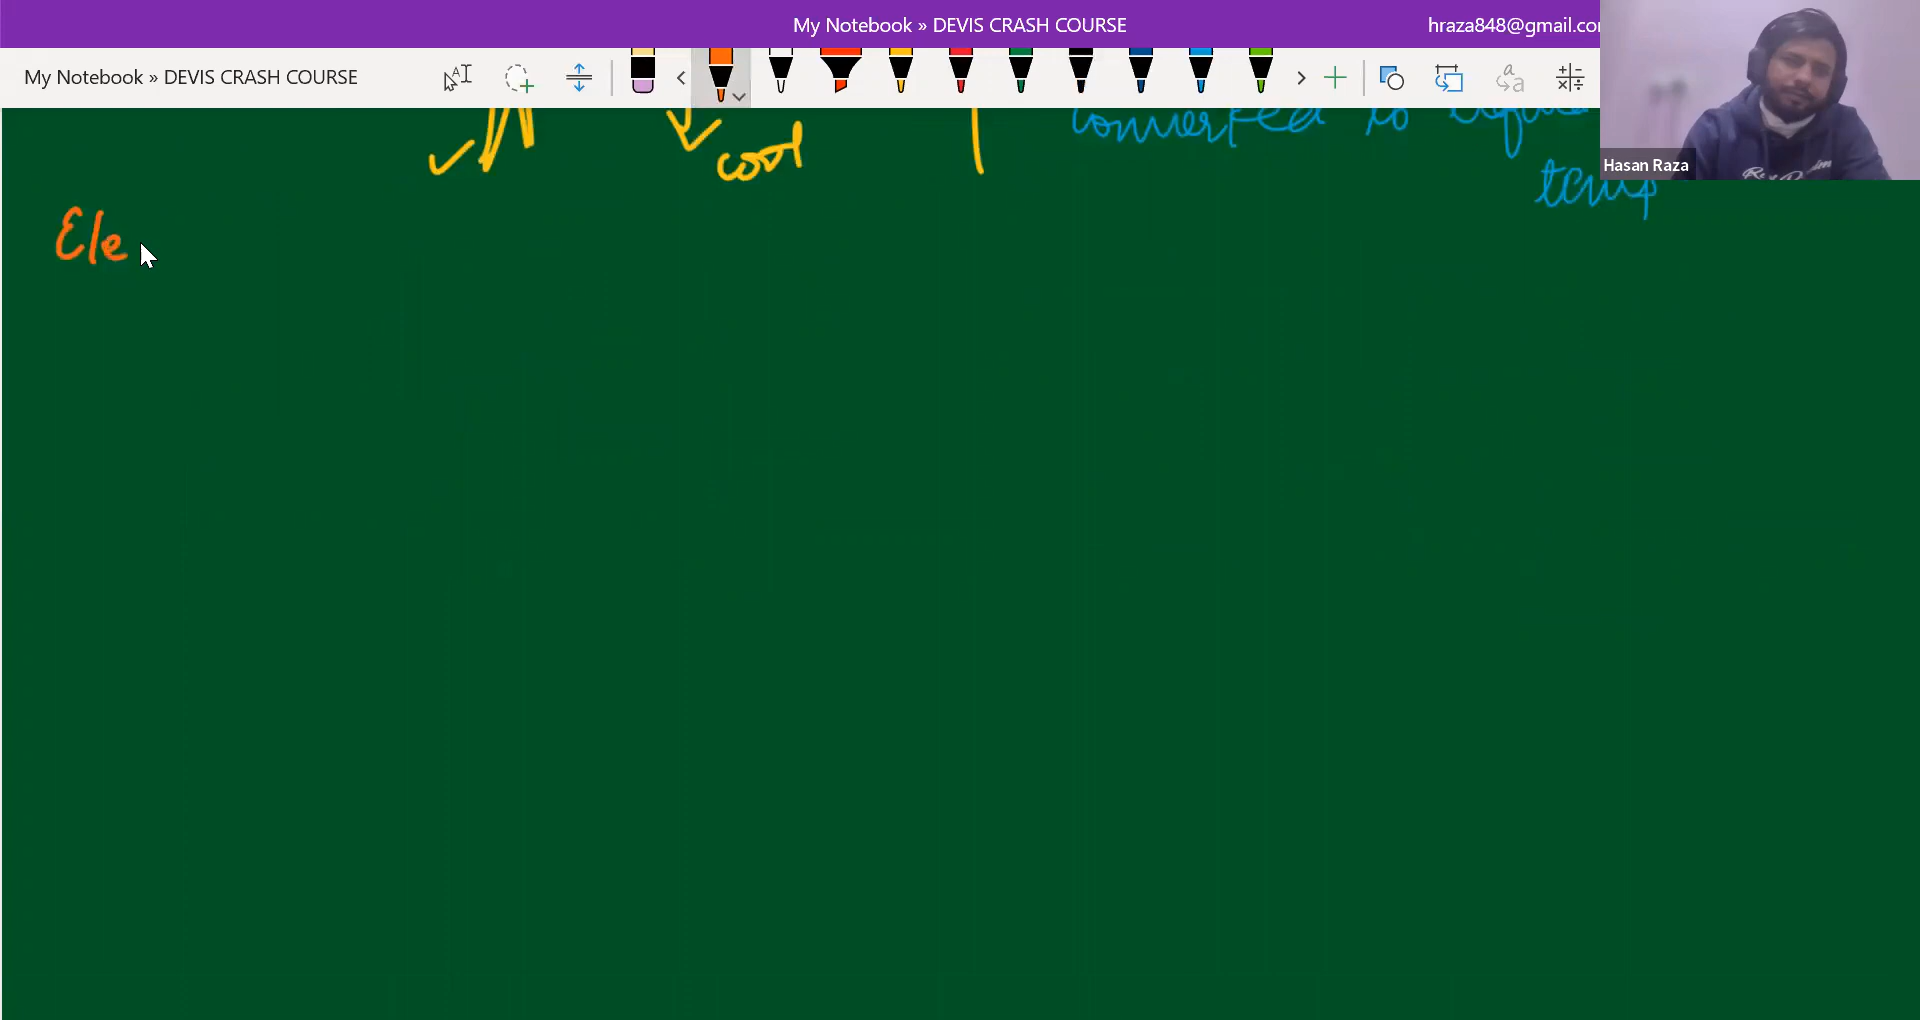 My Notebook » DEVIS CRASH COURSE
hraza848@gmail.co
My Notebook » DEVIS CRASH COURSE
Hasan Raza
converted to
cool
temp
Ele